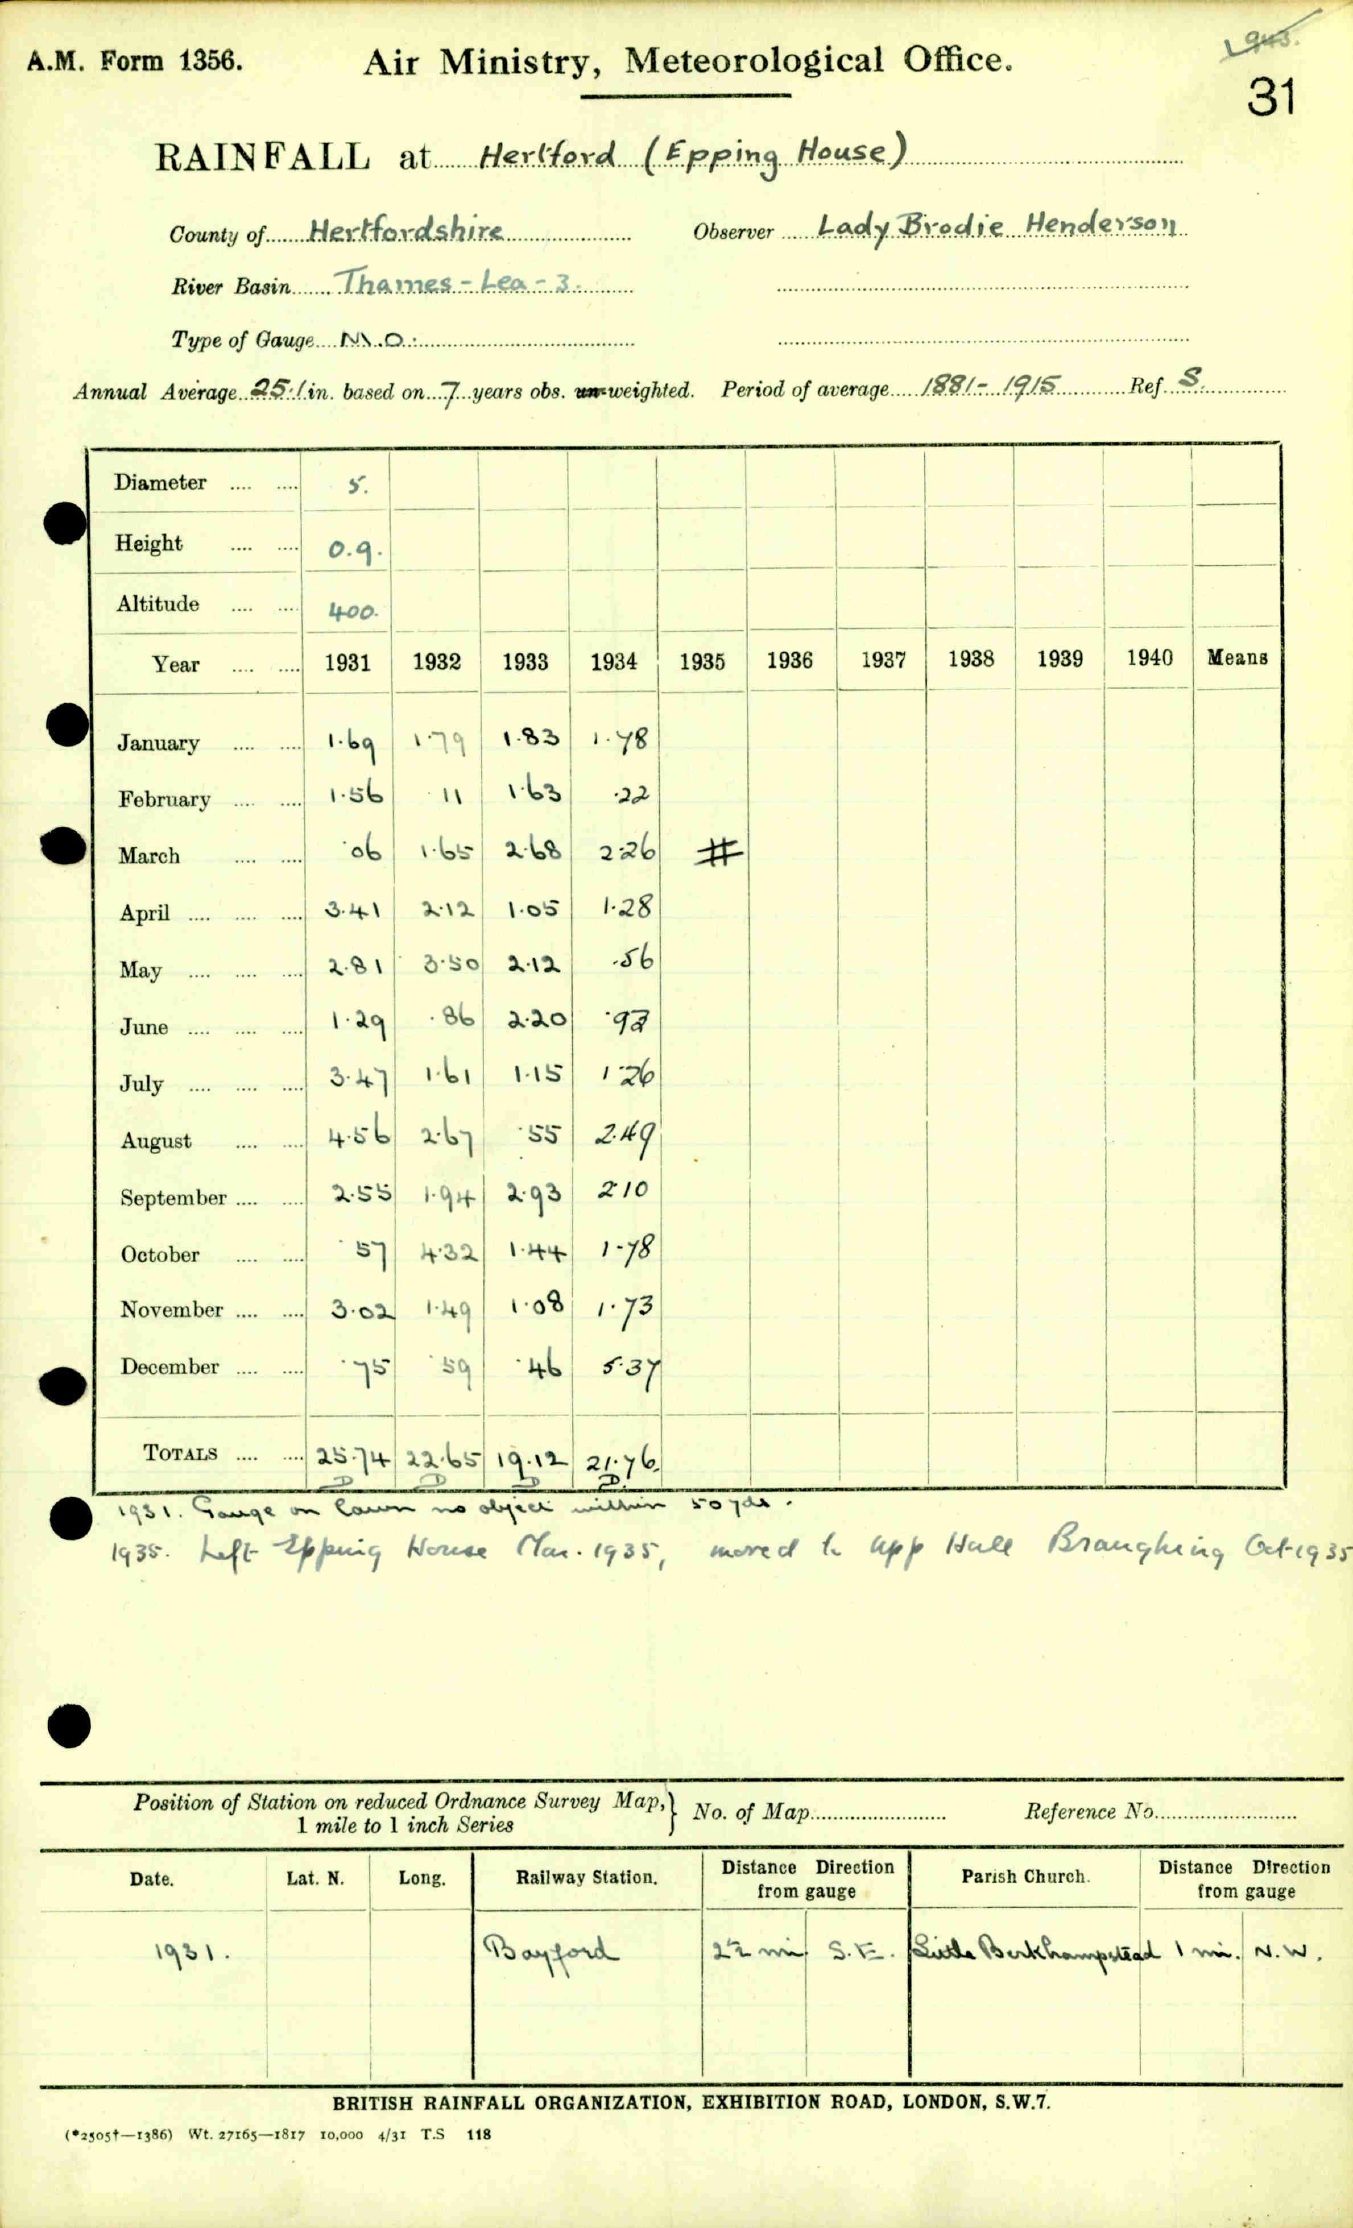 1943.
A.M. Form 1356. Air Ministry, Meteorological Office.
31
RAINFALL at Hertford (Epping House)
County of Hertfordshire Observer Lady Brodie Henderson
River Basin Thames - Lea - 3.
Type of Gauge M.O.
Annual Average 25.1 in. based on 7 years obs. un-weighted. Period of average 1881 - 1915 Ref. S.
Diameter .... .... 5.
Height .... .... 0.9.
Altitude .... .... 400.
Year .... .... 1931 1932 1933 1934 1935 1936 1937 1938 1939 1940 Means
January .... .... 1.69 1.79 1.83 1.78
February .... .... 1.56 .11 1.63 .22
March .... .... .06 1.65 2.68 2.26 #
April .... .... .... 3.41 2.12 1.05 1.28
May .... .... .... 2.81 3.50 2.12 .56
June .... .... .... 1.29 .86 2.20 .93
July .... .... .... 3.47 1.61 1.15 1.26
August .... .... 4.56 2.67 .55 2.49
September .... .... 2.55 1.94 2.93 2.10
October .... .... .57 4.32 1.44 1.78
November .... .... 3.02 1.49 1.08 1.73
December .... .... .75 .59 .46 5.37
TOTALS .... .... 25.74 22.65 19.12 21.76.
D D D D.
1931. Gauge on lawn no object within 50 yds.
1935. Left Epping House Mar. 1935, moved to Upp Hall Braughing Oct 1935
Position of Station on reduced Ordnance Survey Map, } No. of Map Reference No.
1 mile to 1 inch Series
Date. Lat. N. Long. Railway Station. Distance Direction from gauge Parish Church. Distance Direction from gauge
1931. Bayford 2½ mi S.E. Little Berkhampstead 1 mi. N.W.
BRITISH RAINFALL ORGANIZATION, EXHIBITION ROAD, LONDON, S.W.7.
(*2505†—1386) Wt. 27165—1817 10,000 4/31 T.S 118